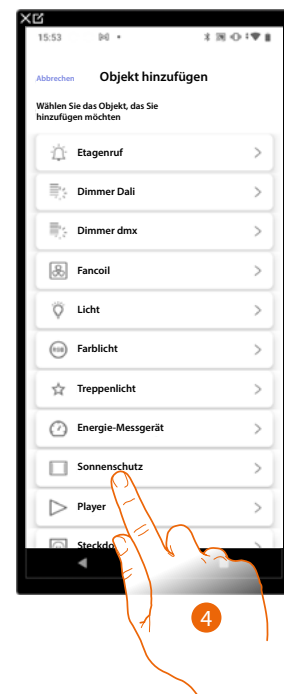 15:53
Abbrechen Objekt hinzufügen
Wählen Sie das Objekt, das Sie
hinzufügen möchten
Etagenruf
Dimmer Dali
Dimmer dmx
Fancoil
Licht
RGB Farblicht
Treppenlicht
Energie-Messgerät
Sonnenschutz
Player
4